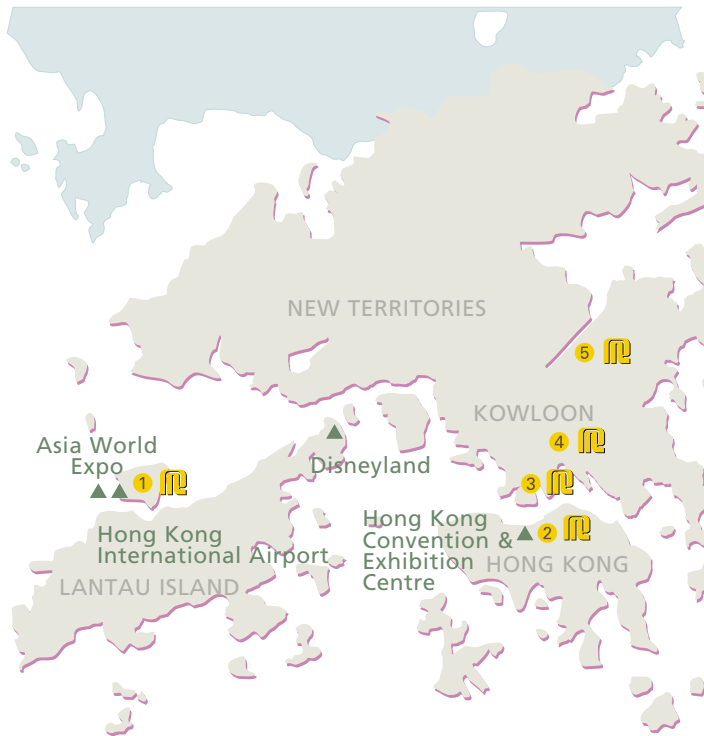 NEW TERRITORIES
5
KOWLOON
4
Asia World
Expo
Disneyland
1
3
Hong Kong
International Airport
Hong Kong
Convention &
Exhibition
Centre
2
HONG KONG
LANTAU ISLAND